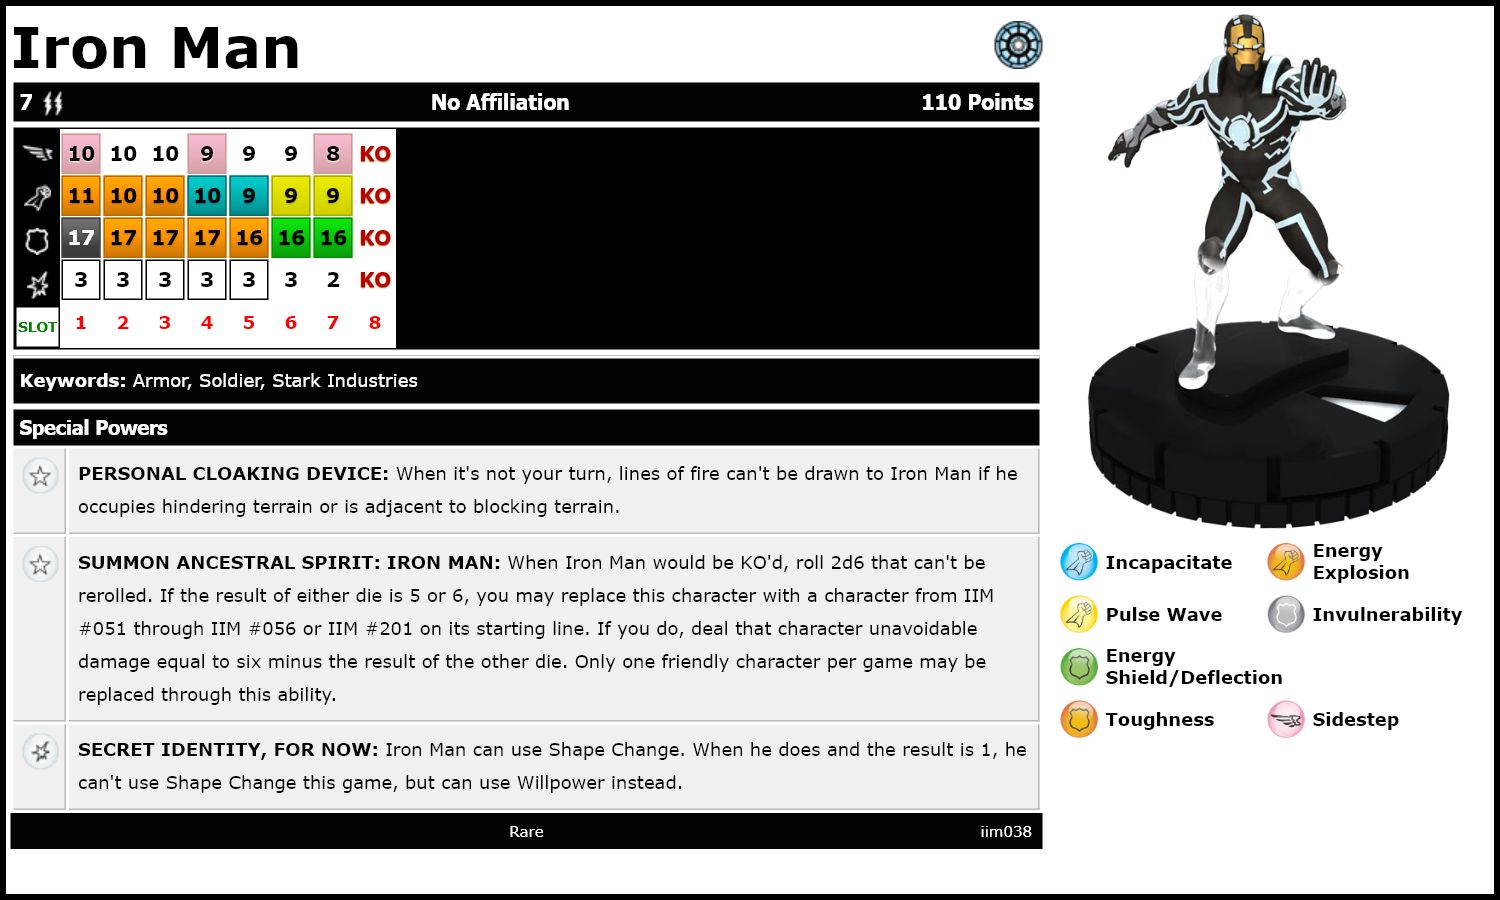 Iron Man
7 No Affiliation 110 Points
10 10 10 9 9 9 8 KO
11 10 10 10 9 9 9 KO
17 17 17 17 16 16 16 KO
3 3 3 3 3 3 2 KO
SLOT 1 2 3 4 5 6 7 8
Keywords: Armor, Soldier, Stark Industries
Special Powers
PERSONAL CLOAKING DEVICE: When it's not your turn, lines of fire can't be drawn to Iron Man if he
occupies hindering terrain or is adjacent to blocking terrain.
SUMMON ANCESTRAL SPIRIT: IRON MAN: When Iron Man would be KO'd, roll 2d6 that can't be
rerolled. If the result of either die is 5 or 6, you may replace this character with a character from IIM
#051 through IIM #056 or IIM #201 on its starting line. If you do, deal that character unavoidable
damage equal to six minus the result of the other die. Only one friendly character per game may be
replaced through this ability.
SECRET IDENTITY, FOR NOW: Iron Man can use Shape Change. When he does and the result is 1, he
can't use Shape Change this game, but can use Willpower instead.
Rare iim038
Incapacitate
Energy
Explosion
Pulse Wave
Invulnerability
Energy
Shield/Deflection
Toughness
Sidestep